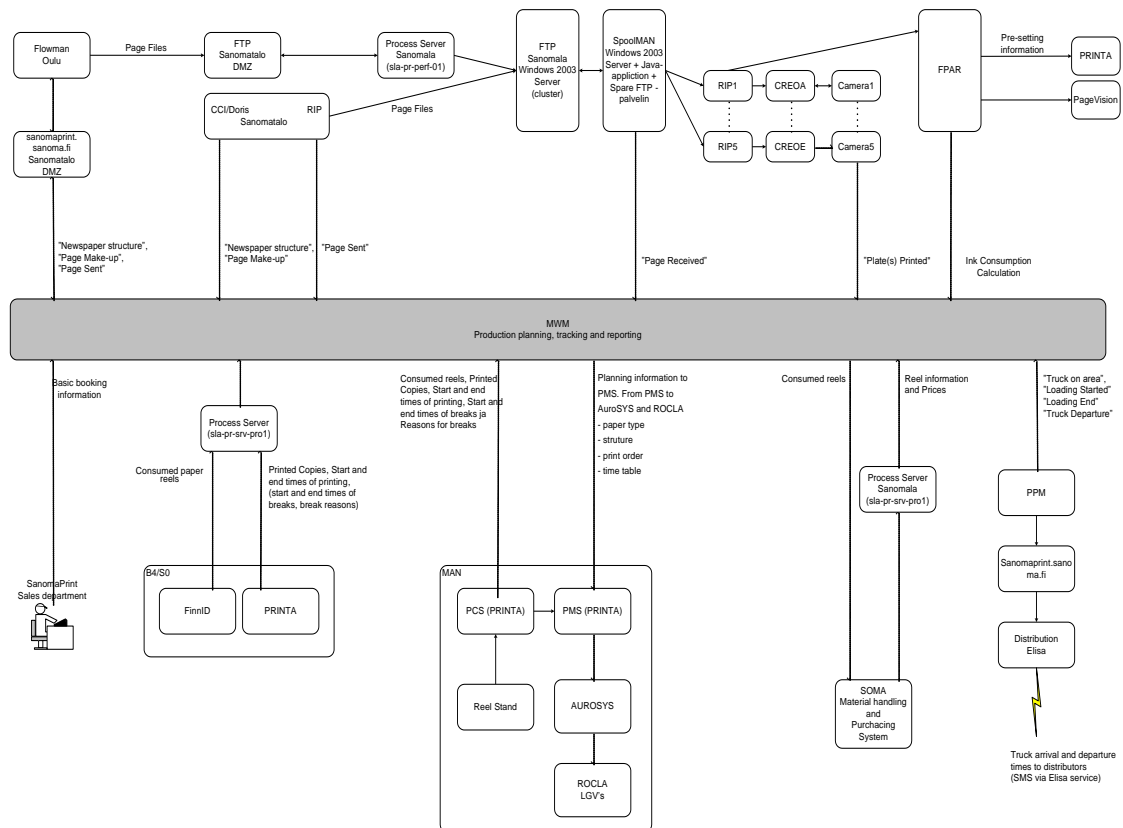 Flowman
Oulu
Page Files
FTP
Sanomatalo
DMZ
Process Server
Sanomala
(sla-pr-perf-01)
FTP
Sanomala
Windows 2003
Server
(cluster)
SpoolMAN
Windows 2003
Server + Java-
appliction +
Spare FTP -
palvelin
RIP1
CREOA
Camera1
FPAR
Pre-setting
information
PRINTA
PageVision
CCI/Doris
RIP
Sanomatalo
Page Files
sanomaprint.
sanoma.fi
Sanomatalo
DMZ
RIP5
CREOE
Camera5
"Newspaper structure",
"Page Make-up",
"Page Sent"
"Newspaper structure",
"Page Make-up"
"Page Sent"
"Page Received"
"Plate(s) Printed"
Ink Consumption
Calculation
MWM
Production planning, tracking and reporting
Basic booking
information
Process Server
(sla-pr-srv-pro1)
Consumed paper
reels
Printed Copies, Start and
end times of printing,
(start and end times of
breaks, break reasons)
Consumed reels, Printed
Copies, Start and end
times of printing, Start and
end times of breaks ja
Reasons for breaks
Planning information to
PMS. From PMS to
AuroSYS and ROCLA
- paper type
- struture
- print order
- time table
Consumed reels
Reel information
and Prices
Process Server
Sanomala
(sla-pr-srv-pro1)
"Truck on area",
"Loading Started"
"Loading End"
"Truck Departure"
PPM
Sanomaprint.sano
ma.fi
Distribution
Elisa
SanomaPrint
Sales department
B4/S0
FinnID
PRINTA
MAN
PCS (PRINTA)
PMS (PRINTA)
Reel Stand
AUROSYS
ROCLA
LGV's
SOMA
Material handling
and
Purchacing
System
Truck arrival and departure
times to distributors
(SMS via Elisa service)